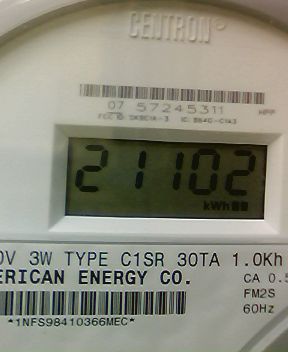 CENTRON®
07 57245311
21102
kWh
0V 3W TYPE C1SR 30TA 1.0Kh
ERICAN ENERGY CO.
CA 0.5
FM2S
60Hz
*1NFS98410366MEC*